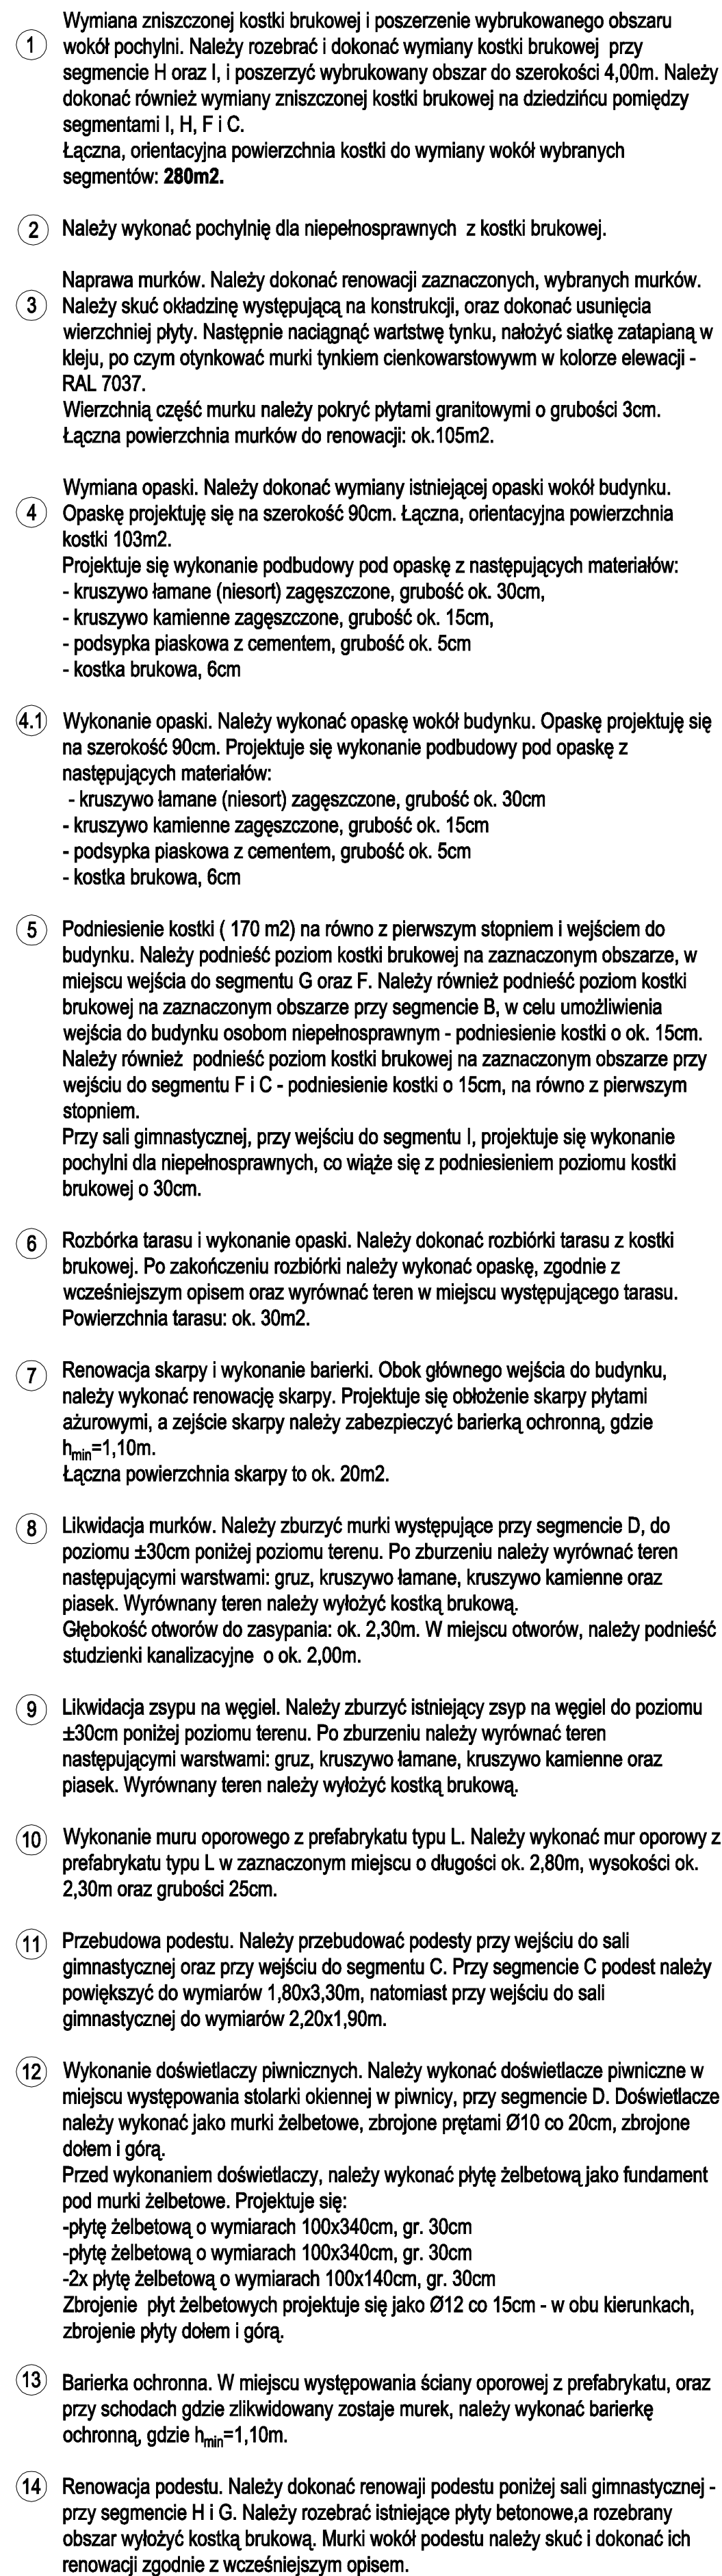 Wymiana zniszczonej kostki brukowej i poszerzenie wybrukowanego obszaru
1 wokół pochylni. Należy rozebrać i dokonać wymiany kostki brukowej przy
segmencie H oraz I, i poszerzyć wybrukowany obszar do szerokości 4,00m. Należy
dokonać również wymiany zniszczonej kostki brukowej na dziedzińcu pomiędzy
segmentami I, H, F i C.
Łączna, orientacyjna powierzchnia kostki do wymiany wokół wybranych
segmentów: 280m2.
2 Należy wykonać pochylnię dla niepełnosprawnych z kostki brukowej.
Naprawa murków. Należy dokonać renowacji zaznaczonych, wybranych murków.
3 Należy skuć okładzinę występującą na konstrukcji, oraz dokonać usunięcia
wierzchniej płyty. Następnie naciągnąć wartstwę tynku, nałożyć siatkę zatapianą w
kleju, po czym otynkować murki tynkiem cienkowarstowywm w kolorze elewacji -
RAL 7037.
Wierzchnią część murku należy pokryć płytami granitowymi o grubości 3cm.
Łączna powierzchnia murków do renowacji: ok.105m2.
Wymiana opaski. Należy dokonać wymiany istniejącej opaski wokół budynku.
4 Opaskę projektuję się na szerokość 90cm. Łączna, orientacyjna powierzchnia
kostki 103m2.
Projektuje się wykonanie podbudowy pod opaskę z następujących materiałów:
- kruszywo łamane (niesort) zagęszczone, grubość ok. 30cm,
- kruszywo kamienne zagęszczone, grubość ok. 15cm,
- podsypka piaskowa z cementem, grubość ok. 5cm
- kostka brukowa, 6cm
4.1 Wykonanie opaski. Należy wykonać opaskę wokół budynku. Opaskę projektuję się
na szerokość 90cm. Projektuje się wykonanie podbudowy pod opaskę z
następujących materiałów:
- kruszywo łamane (niesort) zagęszczone, grubość ok. 30cm
- kruszywo kamienne zagęszczone, grubość ok. 15cm
- podsypka piaskowa z cementem, grubość ok. 5cm
- kostka brukowa, 6cm
5 Podniesienie kostki ( 170 m2) na równo z pierwszym stopniem i wejściem do
budynku. Należy podnieść poziom kostki brukowej na zaznaczonym obszarze, w
miejscu wejścia do segmentu G oraz F. Należy również podnieść poziom kostki
brukowej na zaznaczonym obszarze przy segmencie B, w celu umożliwienia
wejścia do budynku osobom niepełnosprawnym - podniesienie kostki o ok. 15cm.
Należy również podnieść poziom kostki brukowej na zaznaczonym obszarze przy
wejściu do segmentu F i C - podniesienie kostki o 15cm, na równo z pierwszym
stopniem.
Przy sali gimnastycznej, przy wejściu do segmentu I, projektuje się wykonanie
pochylni dla niepełnosprawnych, co wiąże się z podniesieniem poziomu kostki
brukowej o 30cm.
6 Rozbórka tarasu i wykonanie opaski. Należy dokonać rozbiórki tarasu z kostki
brukowej. Po zakończeniu rozbiórki należy wykonać opaskę, zgodnie z
wcześniejszym opisem oraz wyrównać teren w miejscu występującego tarasu.
Powierzchnia tarasu: ok. 30m2.
7 Renowacja skarpy i wykonanie barierki. Obok głównego wejścia do budynku,
należy wykonać renowację skarpy. Projektuje się obłożenie skarpy płytami
ażurowymi, a zejście skarpy należy zabezpieczyć barierką ochronną, gdzie
hmin=1,10m.
Łączna powierzchnia skarpy to ok. 20m2.
8 Likwidacja murków. Należy zburzyć murki występujące przy segmencie D, do
poziomu ±30cm poniżej poziomu terenu. Po zburzeniu należy wyrównać teren
następującymi warstwami: gruz, kruszywo łamane, kruszywo kamienne oraz
piasek. Wyrównany teren należy wyłożyć kostką brukową.
Głębokość otworów do zasypania: ok. 2,30m. W miejscu otworów, należy podnieść
studzienki kanalizacyjne o ok. 2,00m.
9 Likwidacja zsypu na węgiel. Należy zburzyć istniejący zsyp na węgiel do poziomu
±30cm poniżej poziomu terenu. Po zburzeniu należy wyrównać teren
następującymi warstwami: gruz, kruszywo łamane, kruszywo kamienne oraz
piasek. Wyrównany teren należy wyłożyć kostką brukową.
10 Wykonanie muru oporowego z prefabrykatu typu L. Należy wykonać mur oporowy z
prefabrykatu typu L w zaznaczonym miejscu o długości ok. 2,80m, wysokości ok.
2,30m oraz grubości 25cm.
11 Przebudowa podestu. Należy przebudować podesty przy wejściu do sali
gimnastycznej oraz przy wejściu do segmentu C. Przy segmencie C podest należy
powiększyć do wymiarów 1,80x3,30m, natomiast przy wejściu do sali
gimnastycznej do wymiarów 2,20x1,90m.
12 Wykonanie doświetlaczy piwnicznych. Należy wykonać doświetlacze piwniczne w
miejscu występowania stolarki okiennej w piwnicy, przy segmencie D. Doświetlacze
należy wykonać jako murki żelbetowe, zbrojone prętami Ø10 co 20cm, zbrojone
dołem i górą.
Przed wykonaniem doświetlaczy, należy wykonać płytę żelbetową jako fundament
pod murki żelbetowe. Projektuje się:
-płytę żelbetową o wymiarach 100x340cm, gr. 30cm
-płytę żelbetową o wymiarach 100x340cm, gr. 30cm
-2x płytę żelbetową o wymiarach 100x140cm, gr. 30cm
Zbrojenie płyt żelbetowych projektuje się jako Ø12 co 15cm - w obu kierunkach,
zbrojenie płyty dołem i górą.
13 Barierka ochronna. W miejscu występowania ściany oporowej z prefabrykatu, oraz
przy schodach gdzie zlikwidowany zostaje murek, należy wykonać barierkę
ochronną, gdzie hmin=1,10m.
14 Renowacja podestu. Należy dokonać renowaji podestu poniżej sali gimnastycznej -
przy segmencie H i G. Należy rozebrać istniejące płyty betonowe,a rozebrany
obszar wyłożyć kostką brukową. Murki wokół podestu należy skuć i dokonać ich
renowacji zgodnie z wcześniejszym opisem.